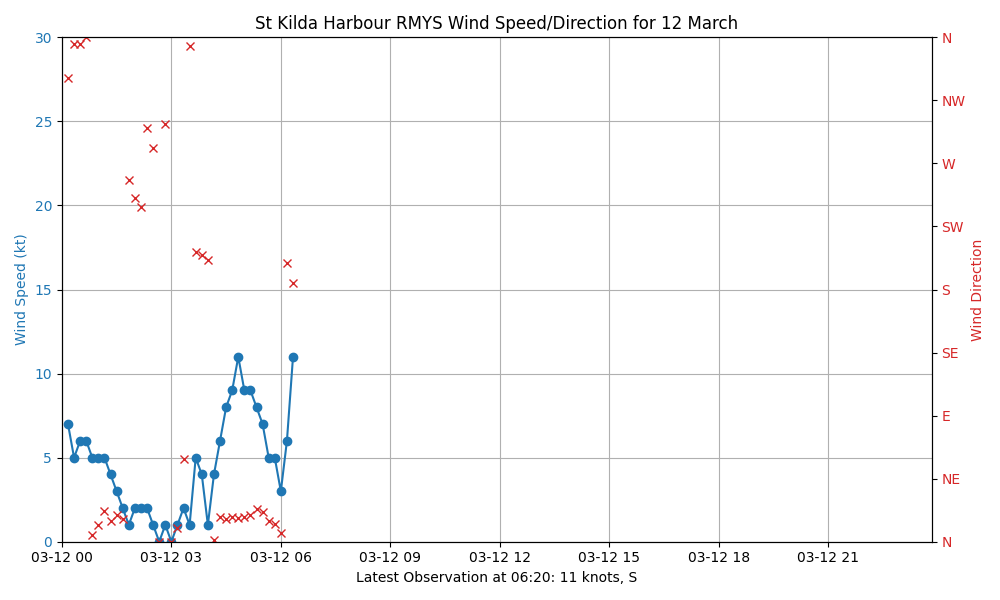 St Kilda Harbour RMYS Wind Speed/Direction for 12 March
30
25
20
15
10
5
0
Wind Speed (kt)
N
NW
W
SW
S
SE
E
NE
N
Wind Direction
03-12 00
03-12 03
03-12 06
03-12 09
03-12 12
03-12 15
03-12 18
03-12 21
Latest Observation at 06:20: 11 knots, S